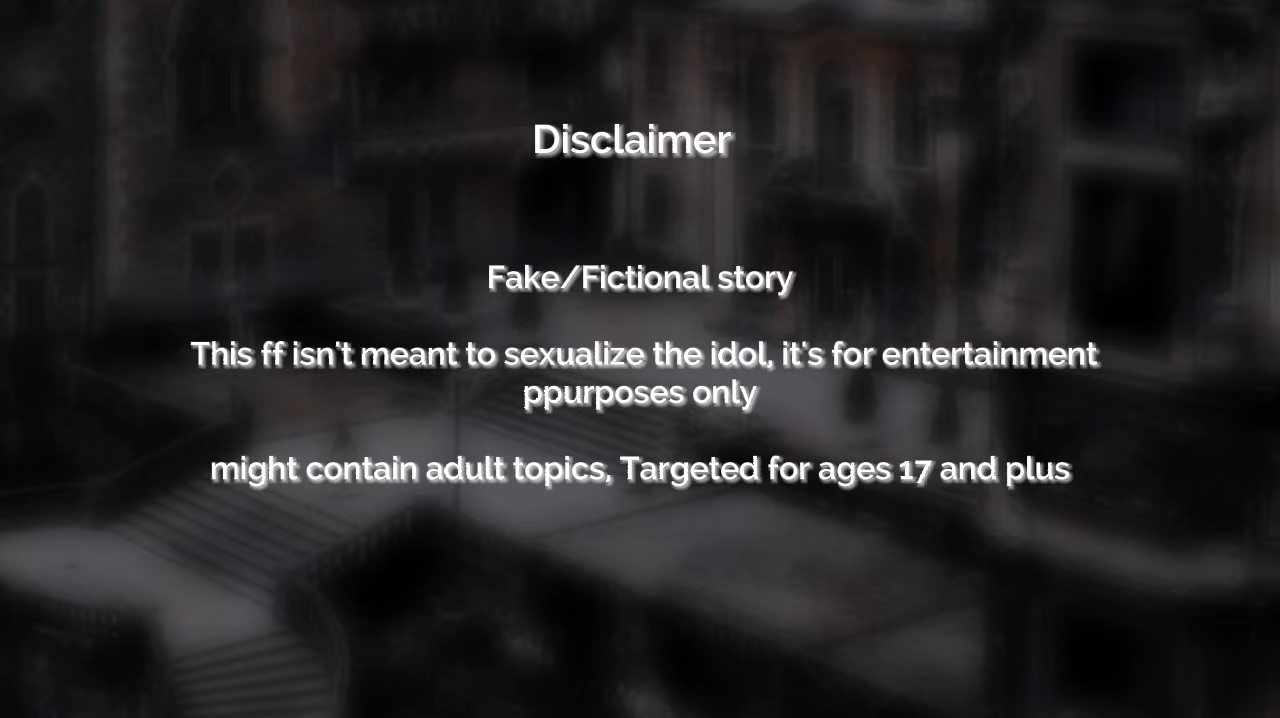 Disclaimer
Fake/Fictional story
This ff isn't meant to sexualize the idol, it's for entertainment
ppurposes only
might contain adult topics, Targeted for ages 17 and plus